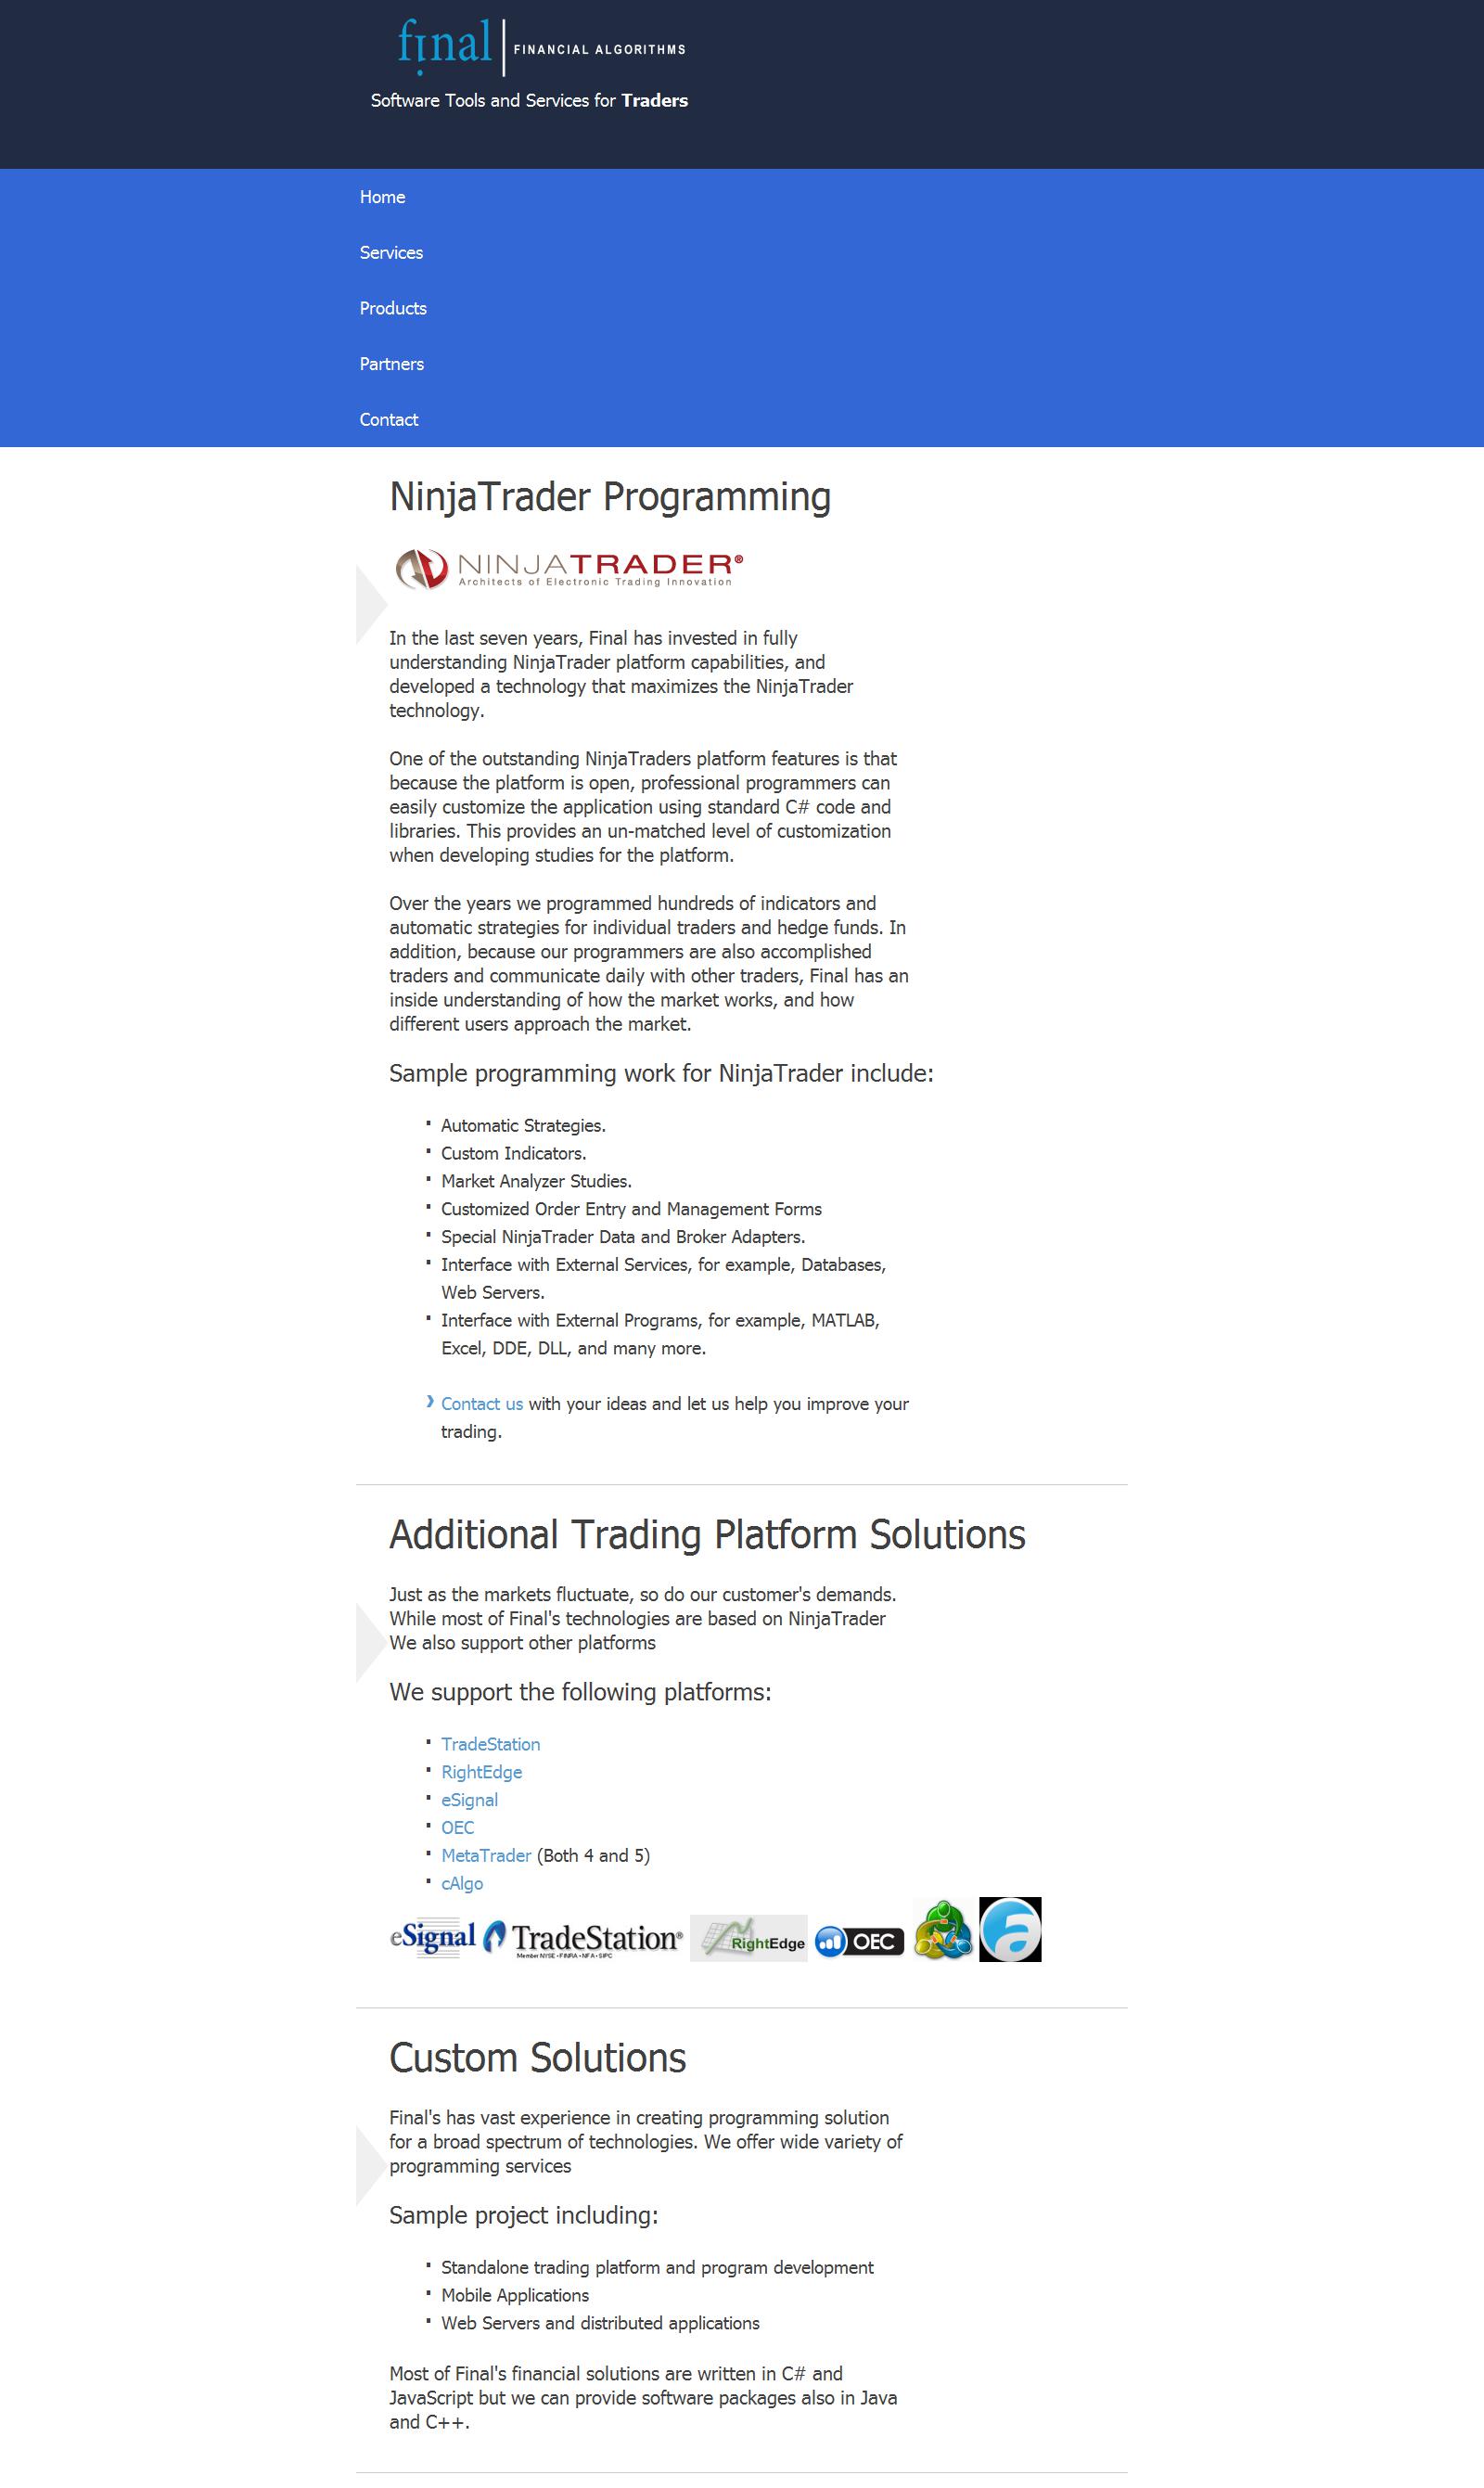 final FINANCIAL ALGORITHMS
Software Tools and Services for Traders
Home
Services
Products
Partners
Contact
NinjaTrader Programming
NINJATRADER®
Architects of Electronic Trading Innovation
In the last seven years, Final has invested in fully
understanding NinjaTrader platform capabilities, and
developed a technology that maximizes the NinjaTrader
technology.
One of the outstanding NinjaTraders platform features is that
because the platform is open, professional programmers can
easily customize the application using standard C# code and
libraries. This provides an un-matched level of customization
when developing studies for the platform.
Over the years we programmed hundreds of indicators and
automatic strategies for individual traders and hedge funds. In
addition, because our programmers are also accomplished
traders and communicate daily with other traders, Final has an
inside understanding of how the market works, and how
different users approach the market.
Sample programming work for NinjaTrader include:
Automatic Strategies.
Custom Indicators.
Market Analyzer Studies.
Customized Order Entry and Management Forms
Special NinjaTrader Data and Broker Adapters.
Interface with External Services, for example, Databases,
Web Servers.
Interface with External Programs, for example, MATLAB,
Excel, DDE, DLL, and many more.
Contact us with your ideas and let us help you improve your
trading.
Additional Trading Platform Solutions
Just as the markets fluctuate, so do our customer's demands.
While most of Final's technologies are based on NinjaTrader
We also support other platforms
We support the following platforms:
TradeStation
RightEdge
eSignal
OEC
MetaTrader (Both 4 and 5)
cAlgo
eSignal TradeStation® RightEdge OEC a
Member NYSE • FINRA • NFA • SIPC
Custom Solutions
Final's has vast experience in creating programming solution
for a broad spectrum of technologies. We offer wide variety of
programming services
Sample project including:
Standalone trading platform and program development
Mobile Applications
Web Servers and distributed applications
Most of Final's financial solutions are written in C# and
JavaScript but we can provide software packages also in Java
and C++.